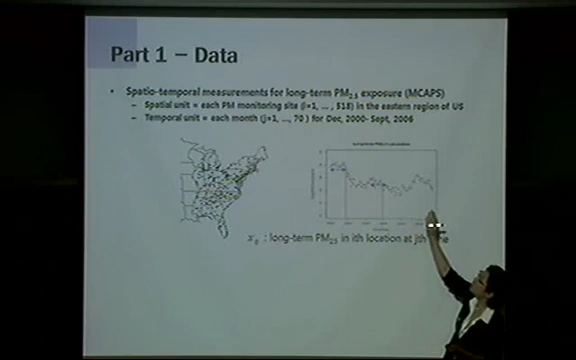 Part 1 – Data
• Spatio-temporal measurements for long-term PM2.5 exposure (MCAPS)
– Spatial unit = each PM monitoring site (i=1, ... , 518) in the eastern region of US
– Temporal unit = each month (j=1, ..., 70 ) for Dec, 2000- Sept, 2006
: long-term PM2.5 in ith location at jth